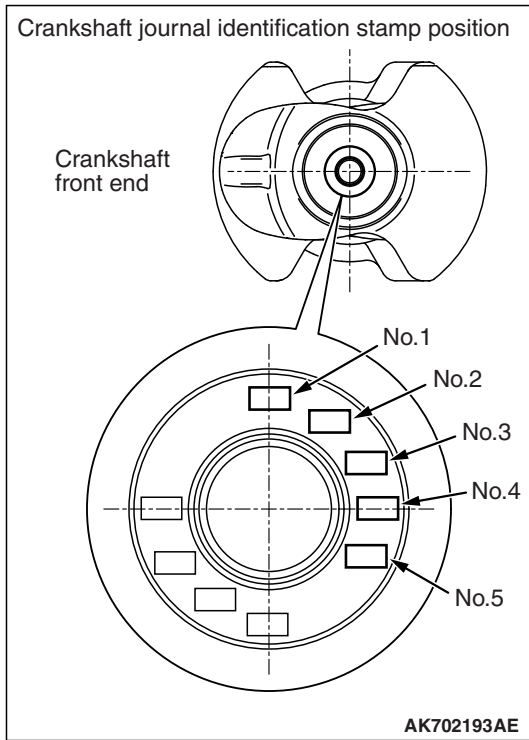 Crankshaft journal identification stamp position
Crankshaft
front end
No.1
No.2
No.3
No.4
No.5
AK702193AE